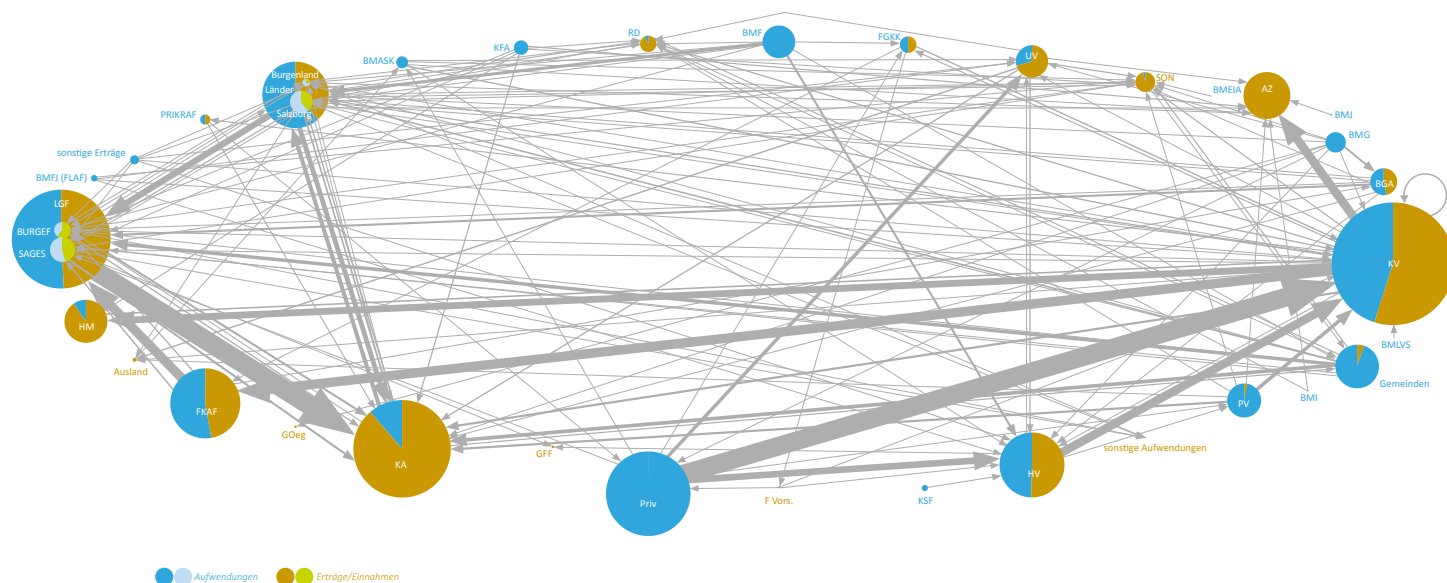 RD
BMF
FGKK
KFA
BMASK
UV
SON
Burgenland
Länder
Salzburg
BMEIA
AZ
PRIKRAF
BMJ
BMG
sonstige Erträge
BMFJ (FLAF)
BGA
LGF
BURGEF
SAGES
KV
HM
BMLVS
Ausland
Gemeinden
FKAF
BMI
PV
GOeg
GFF
sonstige Aufwendungen
KA
HV
Priv
F Vors.
KSF
Aufwendungen
Erträge/Einnahmen